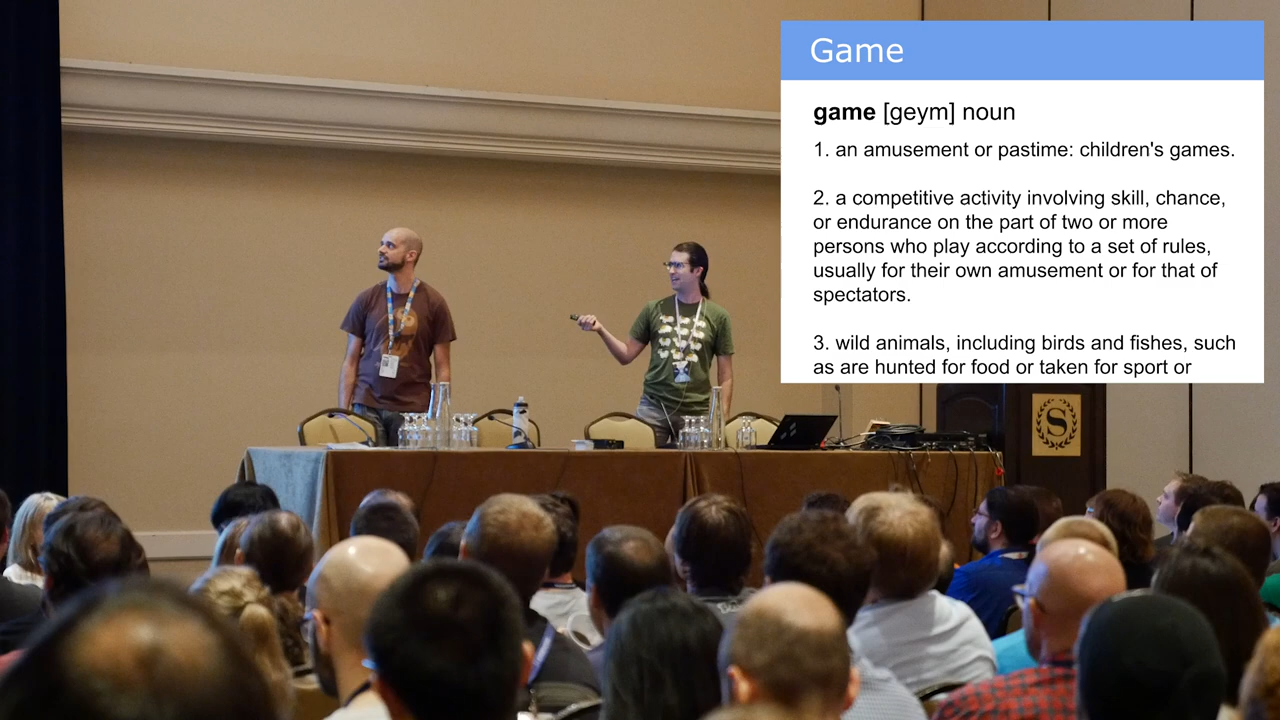 Game
game [geym] noun
1. an amusement or pastime: children's games.
2. a competitive activity involving skill, chance,
or endurance on the part of two or more
persons who play according to a set of rules,
usually for their own amusement or for that of
spectators.
3. wild animals, including birds and fishes, such
as are hunted for food or taken for sport or
S